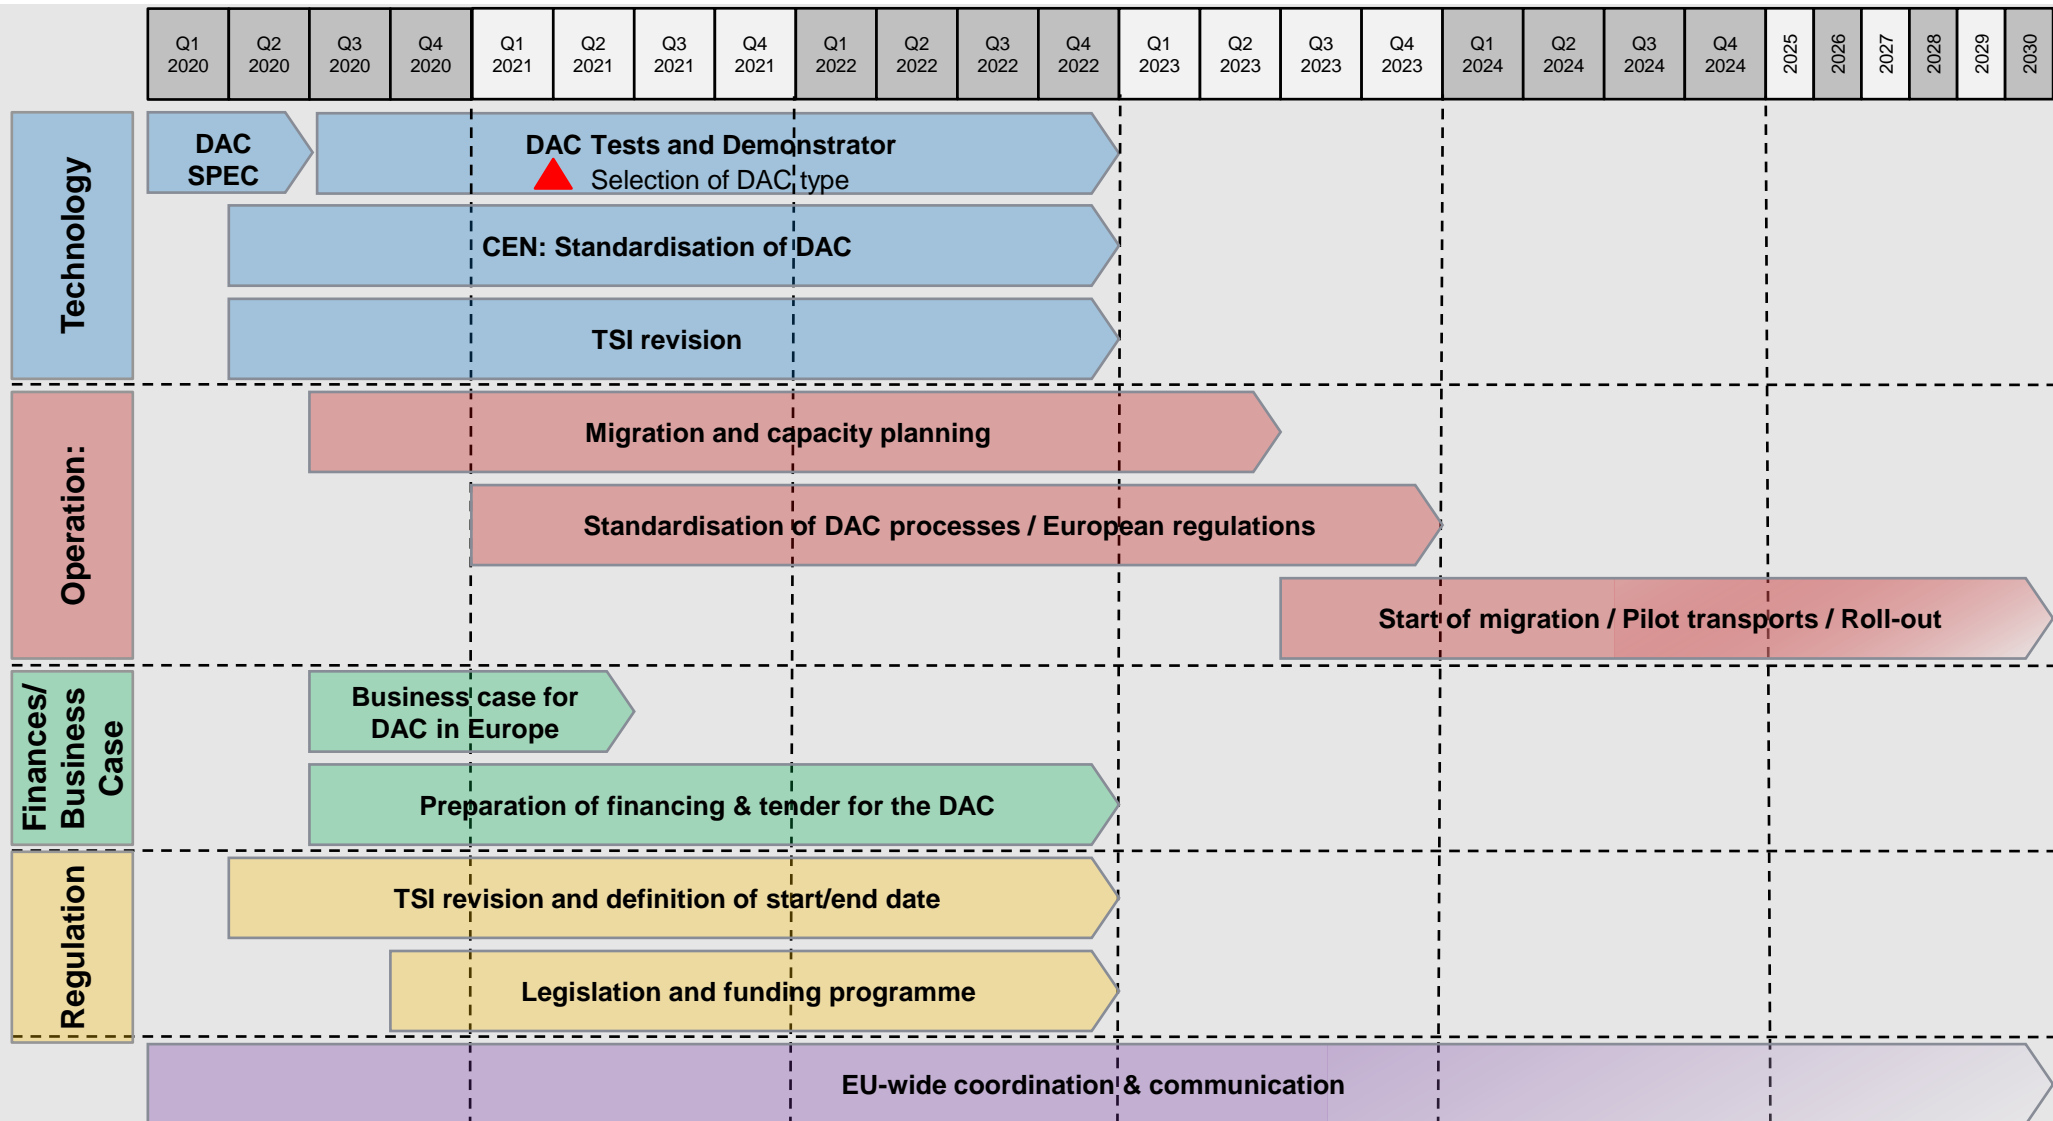 Q1
2020
Q2
2020
Q3
2020
Q4
2020
Q1
2021
Q2
2021
Q3
2021
Q4
2021
Q1
2022
Q2
2022
Q3
2022
Q4
2022
Q1
2023
Q2
2023
Q3
2023
Q4
2023
Q1
2024
Q2
2024
Q3
2024
Q4
2024
2025
2026
2027
2028
2029
2030
Technology
DAC
SPEC
DAC Tests and Demonstrator
Selection of DAC type
CEN: Standardisation of DAC
TSI revision
Operation:
Migration and capacity planning
Standardisation of DAC processes / European regulations
Start of migration / Pilot transports / Roll-out
Finances/
Business
Case
Business case for
DAC in Europe
Preparation of financing & tender for the DAC
Regulation
TSI revision and definition of start/end date
Legislation and funding programme
EU-wide coordination & communication